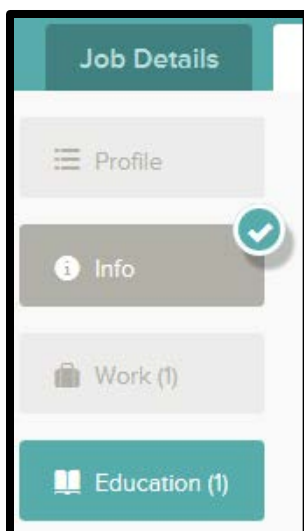 Job Details
Profile
Info
Work (1)
Education (1)